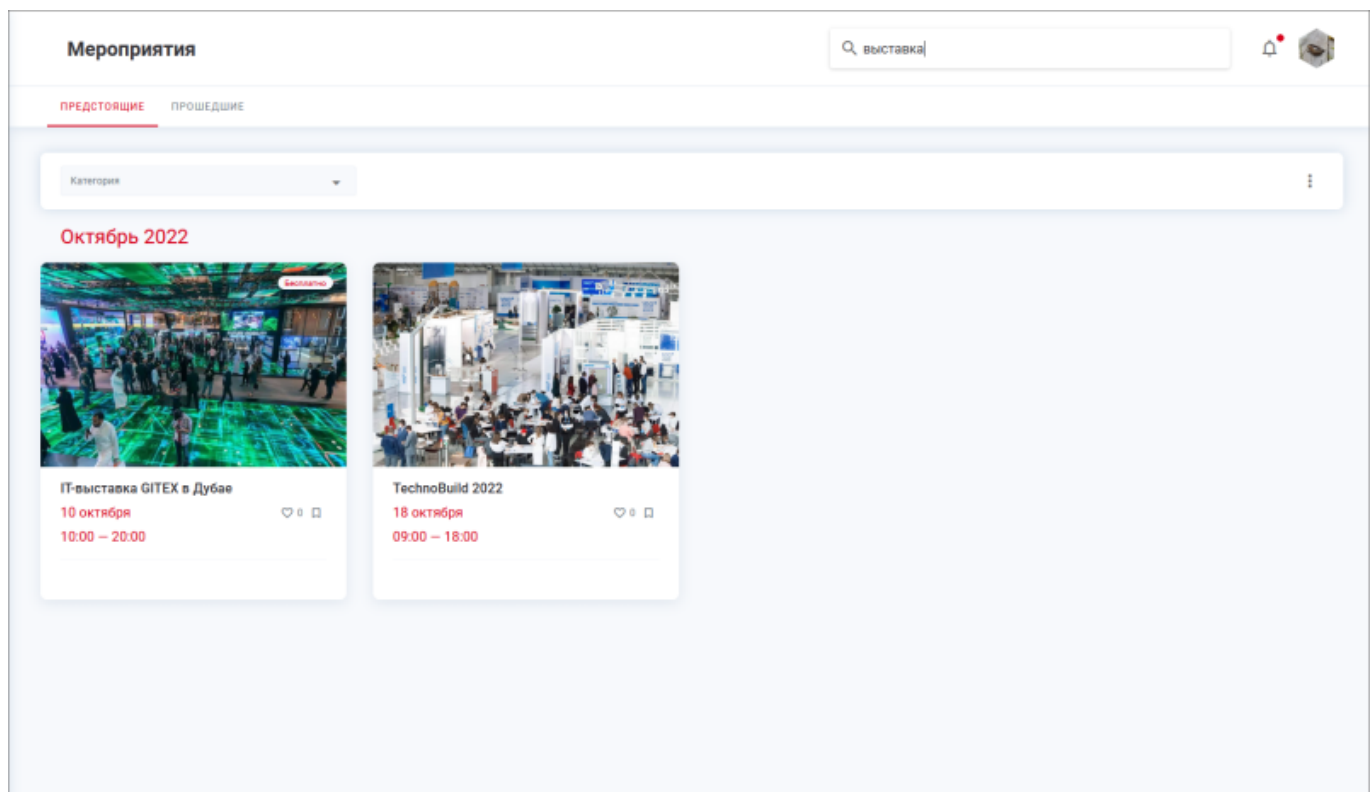 Мероприятия
выставка
ПРЕДСТОЯЩИЕ ПРОШЕДШИЕ
Категория
Октябрь 2022
Бесплатно
IT-выставка GITEX в Дубае
10 октября 0
10:00 — 20:00
TechnoBuild 2022
18 октября 0
09:00 — 18:00